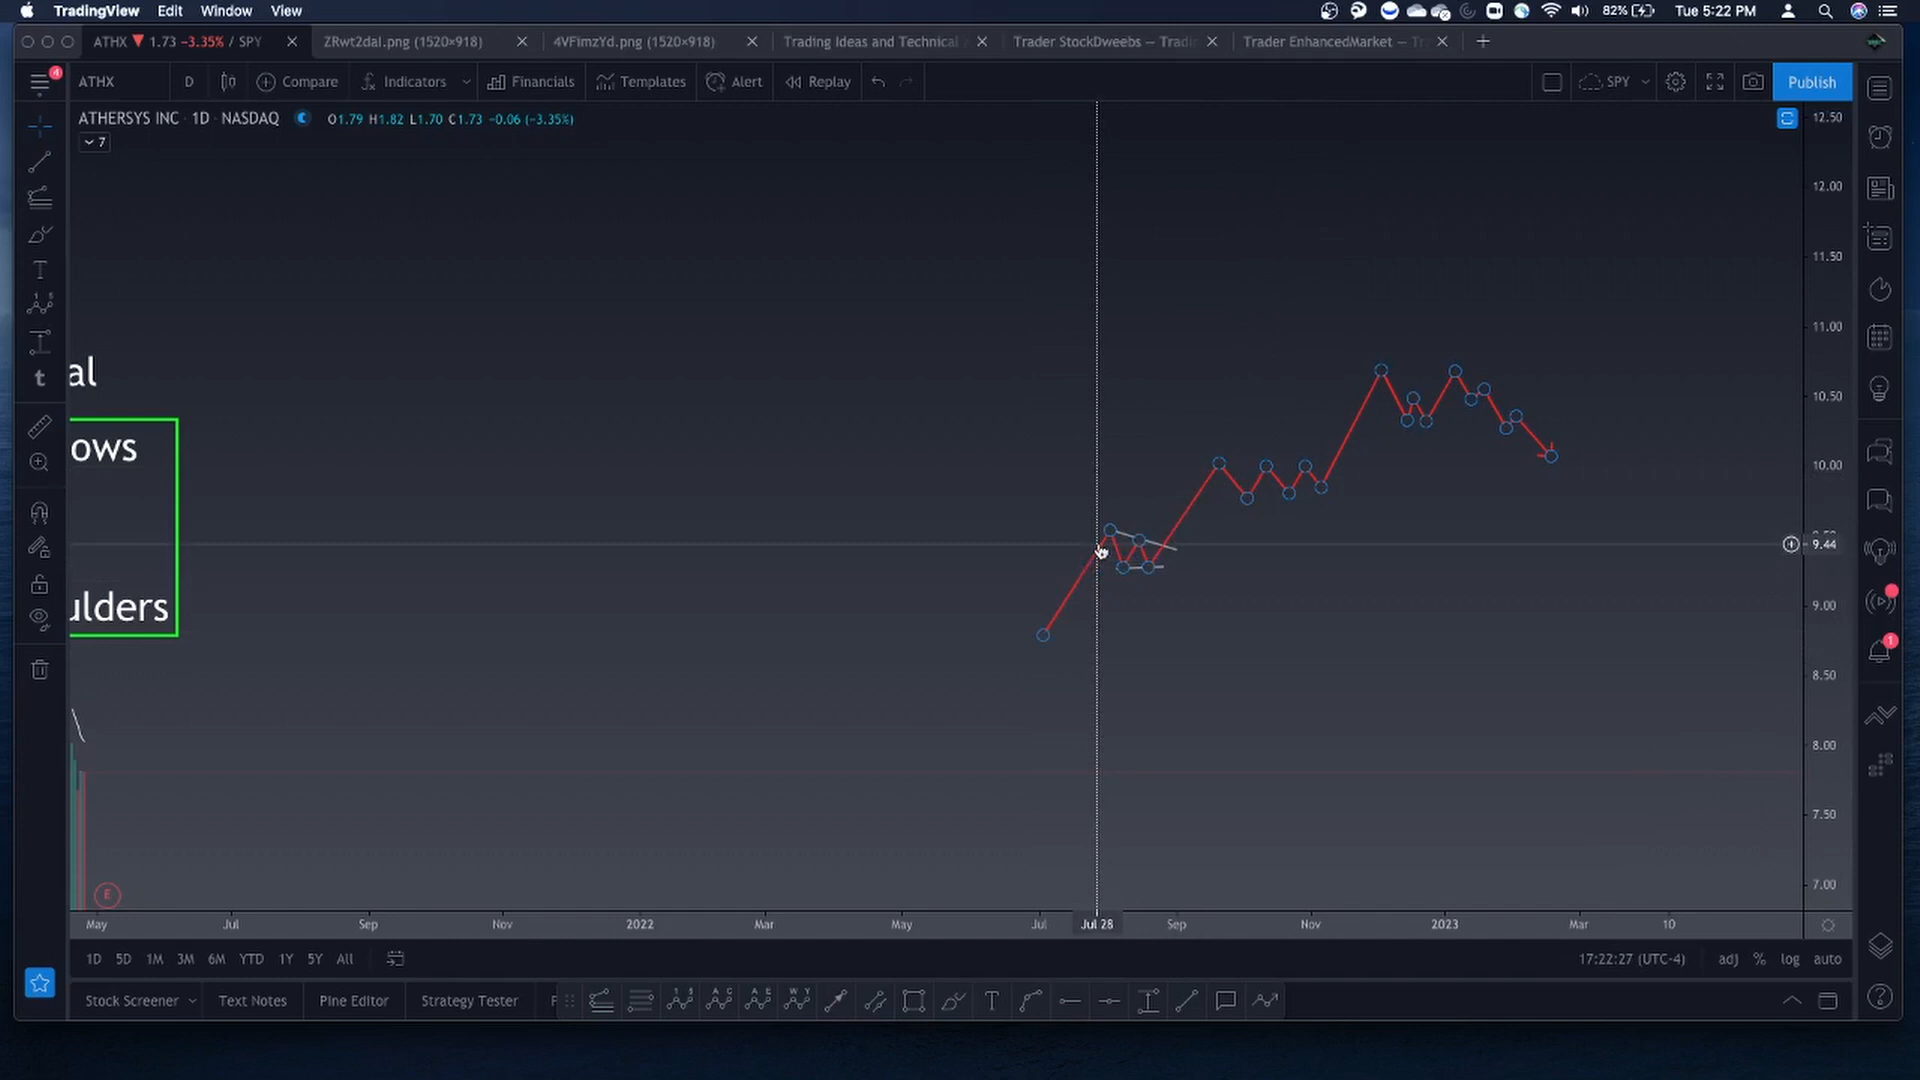 TradingView Edit Window View 82% Tue 5:22 PM
ATHX 1.73 −3.35% / SPY ZRwt2daI.png (1520×918) 4VFimzYd.png (1520×918) Trading Ideas and Technical Trader StockDweebs — Tradin Trader EnhancedMarket — Tr
4 ATHX D Compare Indicators Financials Templates Alert Replay SPY Publish
ATHERSYS INC · 1D · NASDAQ O1.79 H1.82 L1.70 C1.73 −0.06 (−3.35%)
7
12.50
12.00
11.50
11.00
10.50
10.00
9.44
9.00
8.50
8.00
7.50
7.00
al
ows
ulders
T
t
1
E
May Jul Sep Nov 2022 Mar May Jul Jul 28 Sep Nov 2023 Mar 10
1D 5D 1M 3M 6M YTD 1Y 5Y All 17:22:27 (UTC-4) adj % log auto
Stock Screener Text Notes Pine Editor Strategy Tester